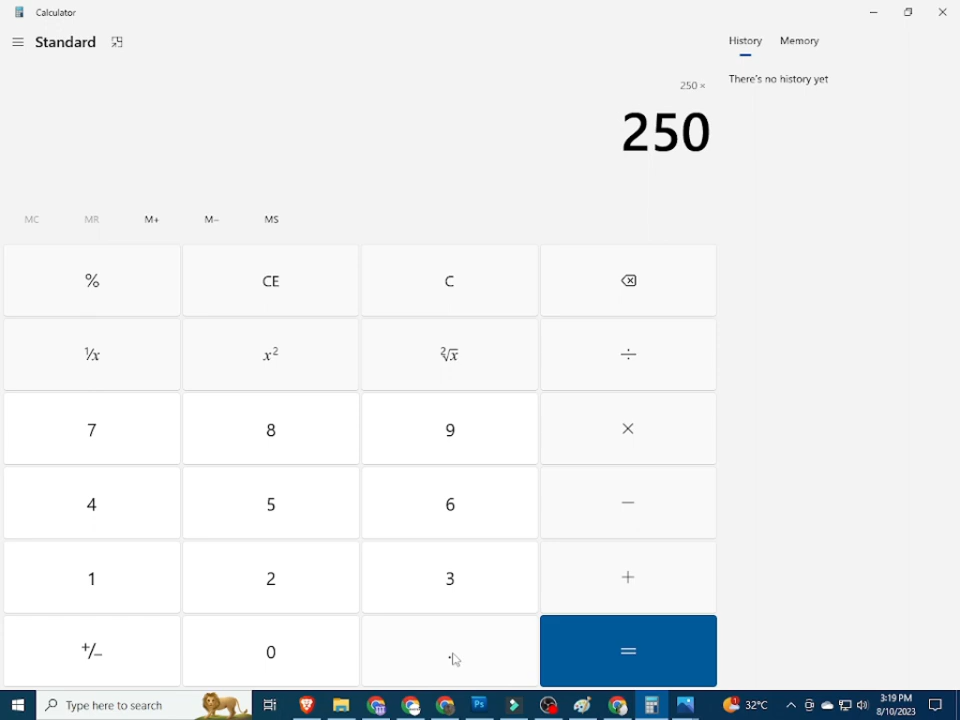 Calculator
Standard
History Memory
There's no history yet
250 ×
250
MC MR M+ M− MS
% CE C
¹/x x² ²√x ÷
7 8 9 ×
4 5 6 −
1 2 3 +
+/− 0 . =
Type here to search
Ps
32°C
3:19 PM
8/10/2023